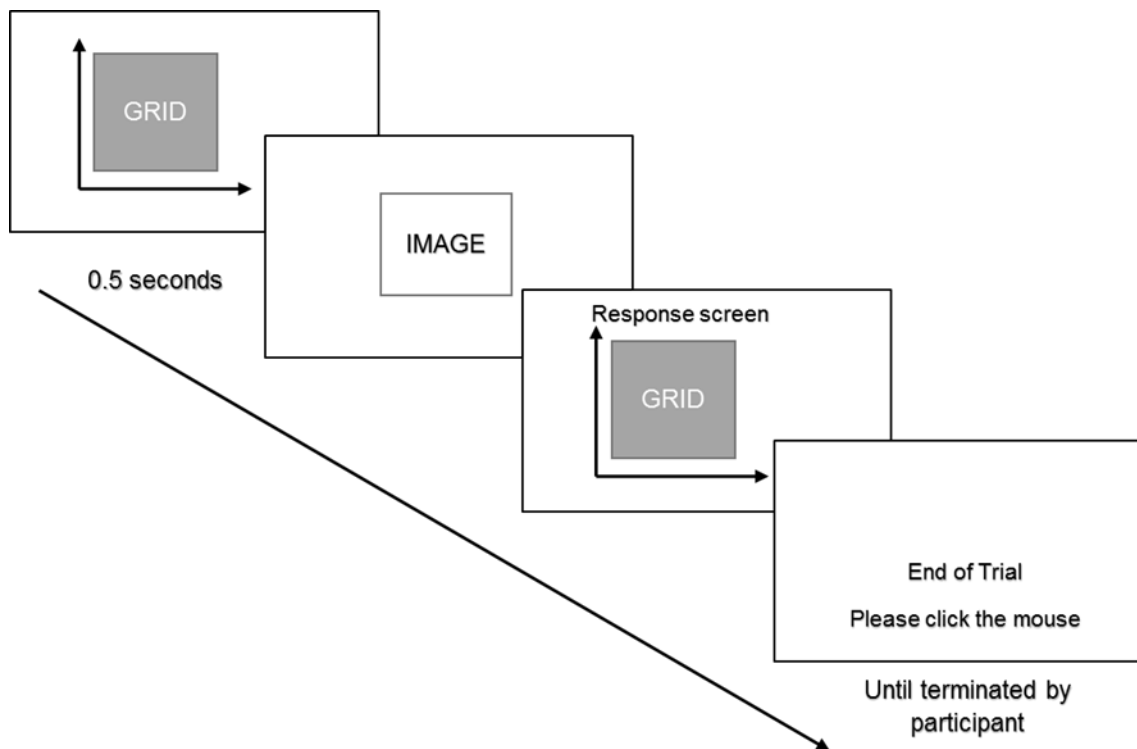 GRID
0.5 seconds
IMAGE
Response screen
GRID
End of Trial
Please click the mouse
Until terminated by
participant